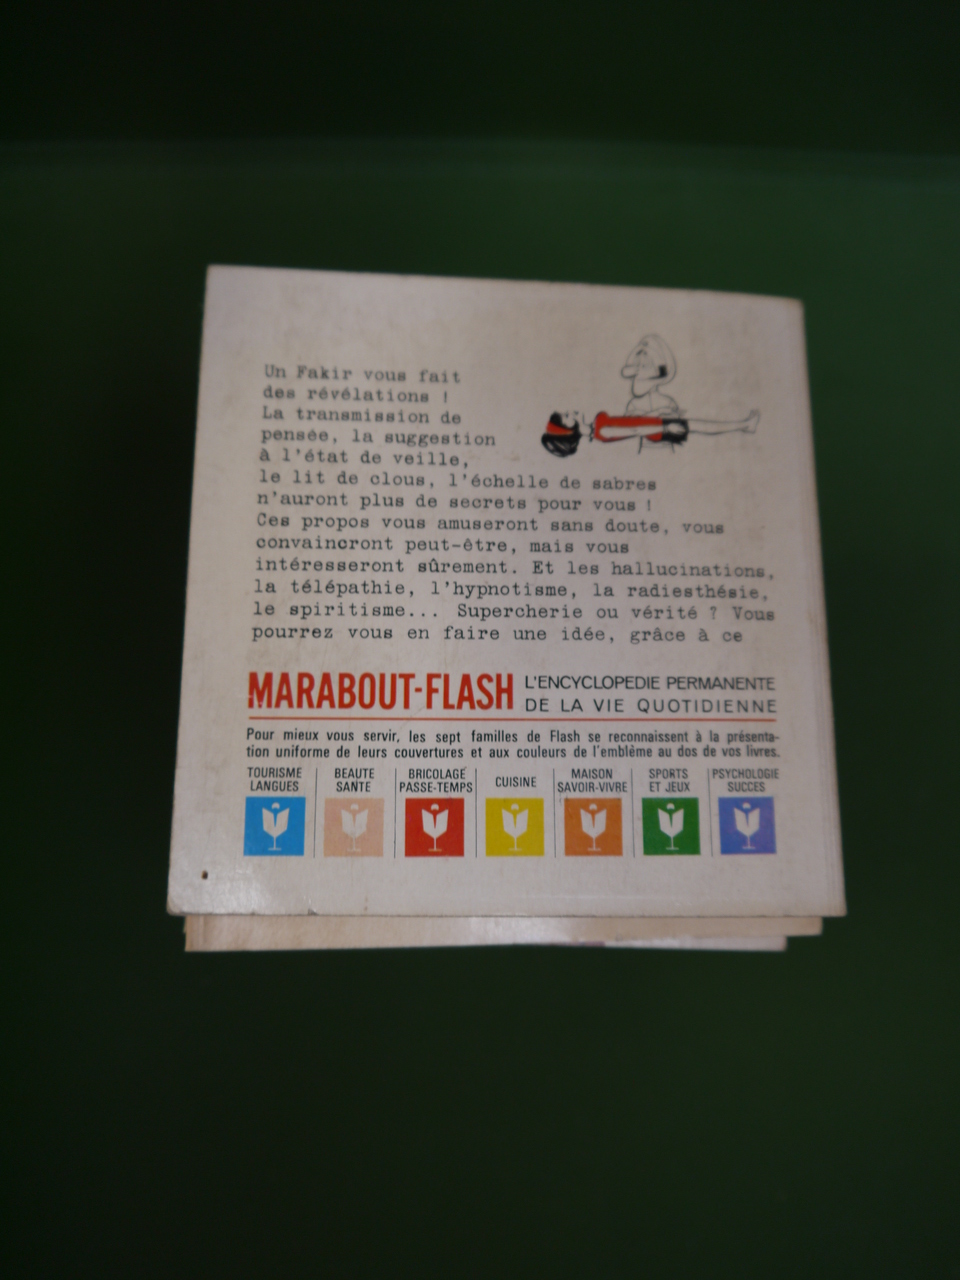 Un Fakir vous fait
des révélations !
La transmission de
pensée, la suggestion
à l'état de veille,
le lit de clous, l'échelle de sabres
n'auront plus de secrets pour vous !
Ces propos vous amuseront sans doute, vous
convaincront peut-être, mais vous
intéresseront sûrement. Et les hallucinations,
la télépathie, l'hypnotisme, la radiesthésie,
le spiritisme... Supercherie ou vérité ? Vous
pourrez vous en faire une idée, grâce à ce
MARABOUT-FLASH L'ENCYCLOPEDIE PERMANENTE
DE LA VIE QUOTIDIENNE
Pour mieux vous servir, les sept familles de Flash se reconnaissent à la présenta-
tion uniforme de leurs couvertures et aux couleurs de l'emblême au dos de vos livres.
TOURISME LANGUES
BEAUTE SANTE
BRICOLAGE PASSE-TEMPS
CUISINE
MAISON SAVOIR-VIVRE
SPORTS ET JEUX
PSYCHOLOGIE SUCCES